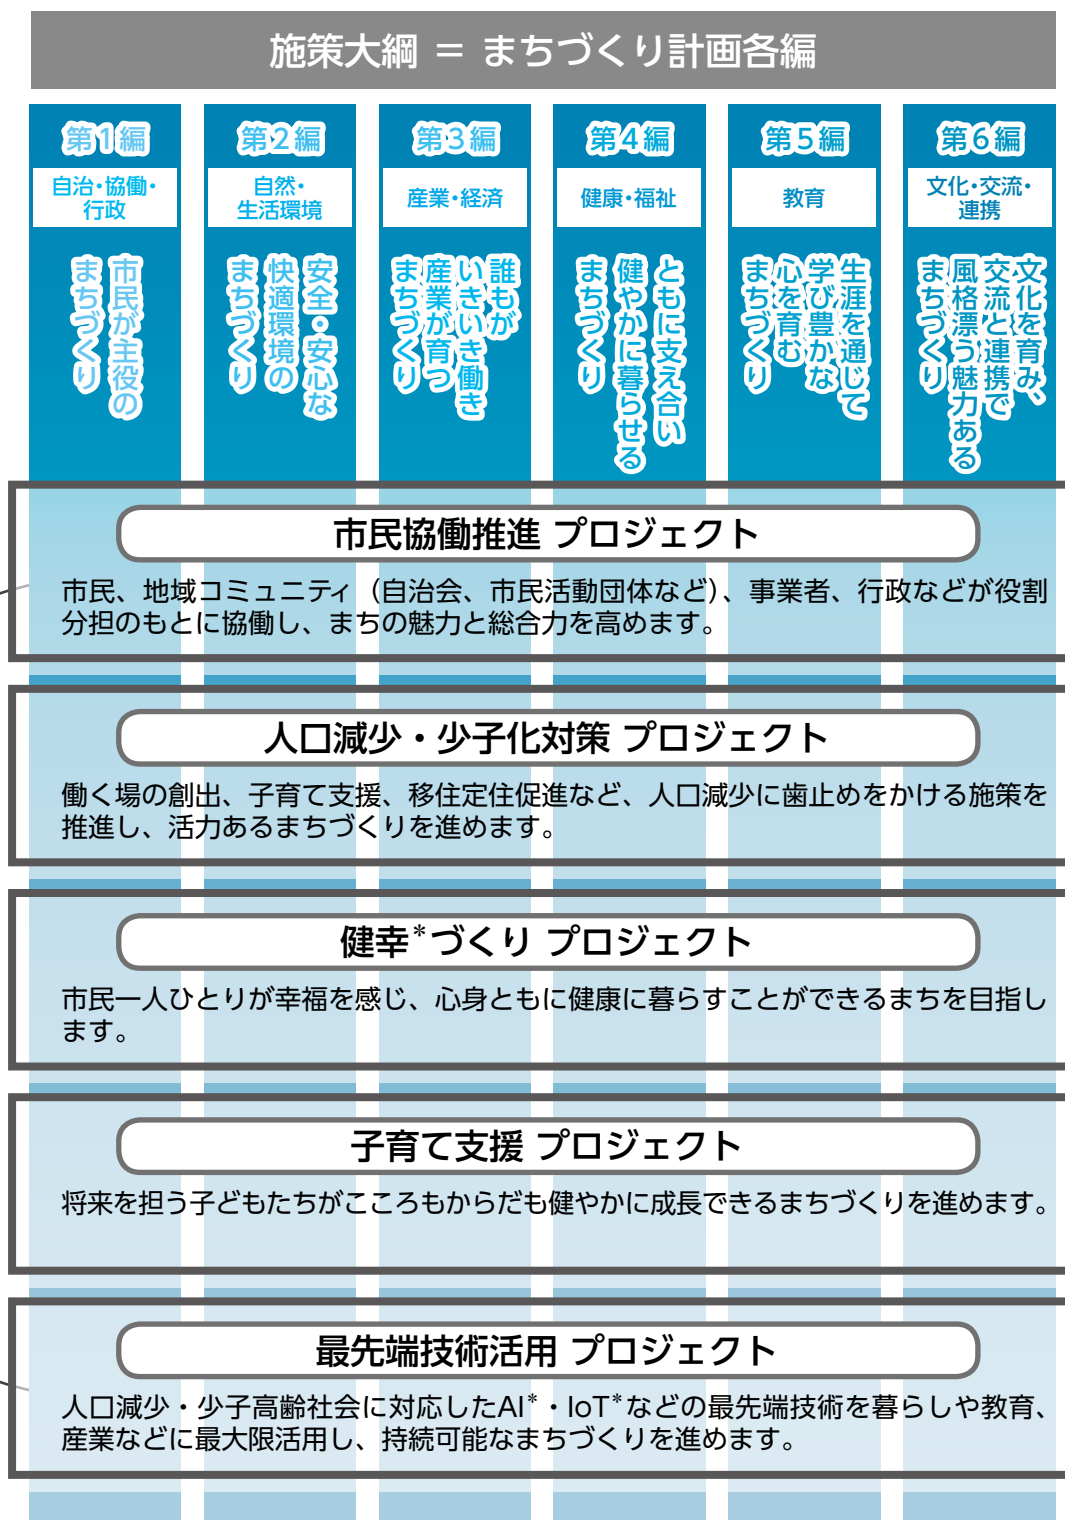 施策大綱 ＝ まちづくり計画各編
第1編
自治・協働・
行政
市民が主役の
まちづくり
第2編
自然・
生活環境
安全・安心な
快適環境の
まちづくり
第3編
産業・経済
誰もが
いきいき働き
産業が育つ
まちづくり
第4編
健康・福祉
ともに支え合い
健やかに暮らせる
まちづくり
第5編
教育
生涯を通じて
学び豊かな
心を育む
まちづくり
第6編
文化・交流・
連携
文化を育み、
交流と連携で
風格漂う魅力ある
まちづくり
市民協働推進 プロジェクト
市民、地域コミュニティ（自治会、市民活動団体など）、事業者、行政などが役割
分担のもとに協働し、まちの魅力と総合力を高めます。
人口減少・少子化対策 プロジェクト
働く場の創出、子育て支援、移住定住促進など、人口減少に歯止めをかける施策を
推進し、活力あるまちづくりを進めます。
健幸*づくり プロジェクト
市民一人ひとりが幸福を感じ、心身ともに健康に暮らすことができるまちを目指し
ます。
子育て支援 プロジェクト
将来を担う子どもたちがこころもからだも健やかに成長できるまちづくりを進めます。
最先端技術活用 プロジェクト
人口減少・少子高齢社会に対応したAI*・IoT*などの最先端技術を暮らしや教育、
産業などに最大限活用し、持続可能なまちづくりを進めます。